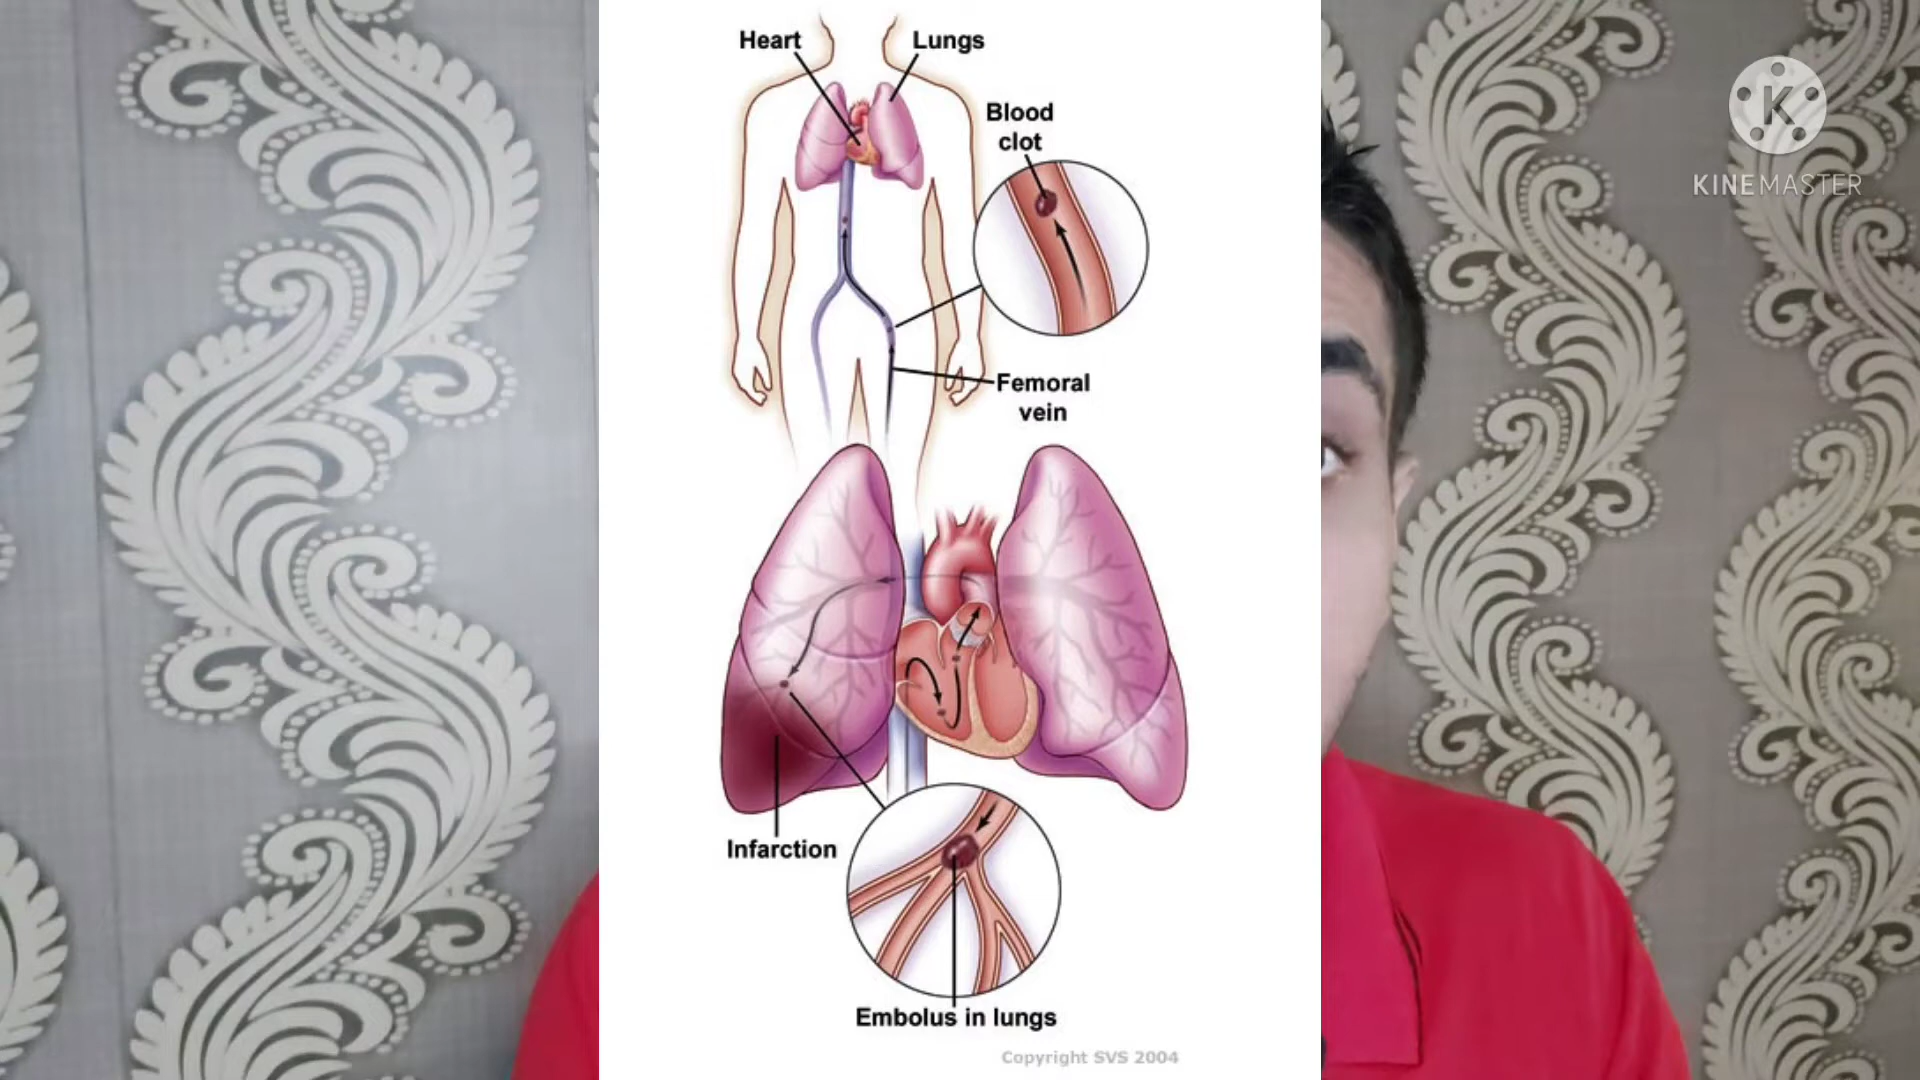 Heart
Lungs
Blood
clot
K
KINEMASTER
Femoral
vein
Infarction
Embolus in lungs
Copyright SVS 2004